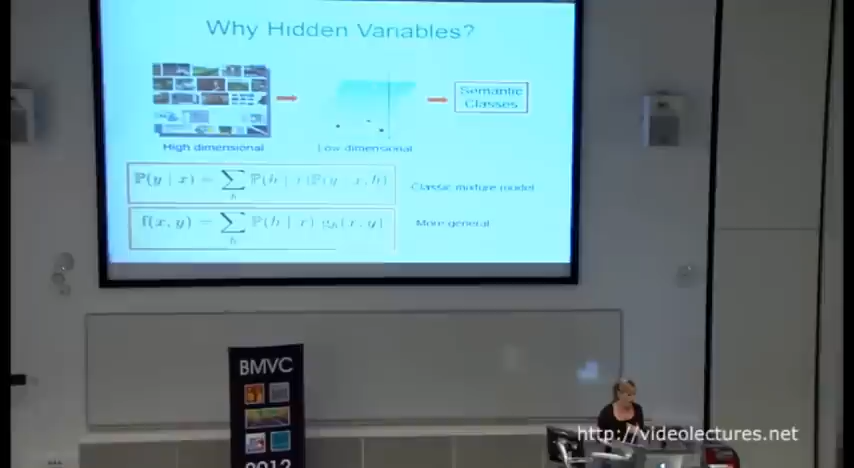 Why Hidden Variables?
Semantic
Classes
High dimensional
Low dimensional
P(y | x) = ∑ P(h | x)P(y | x, h)
h
Classic mixture model
f(x, y) = ∑ P(h | x) g_h(x, y)
h
More general
BMVC
2012
http://videolectures.net